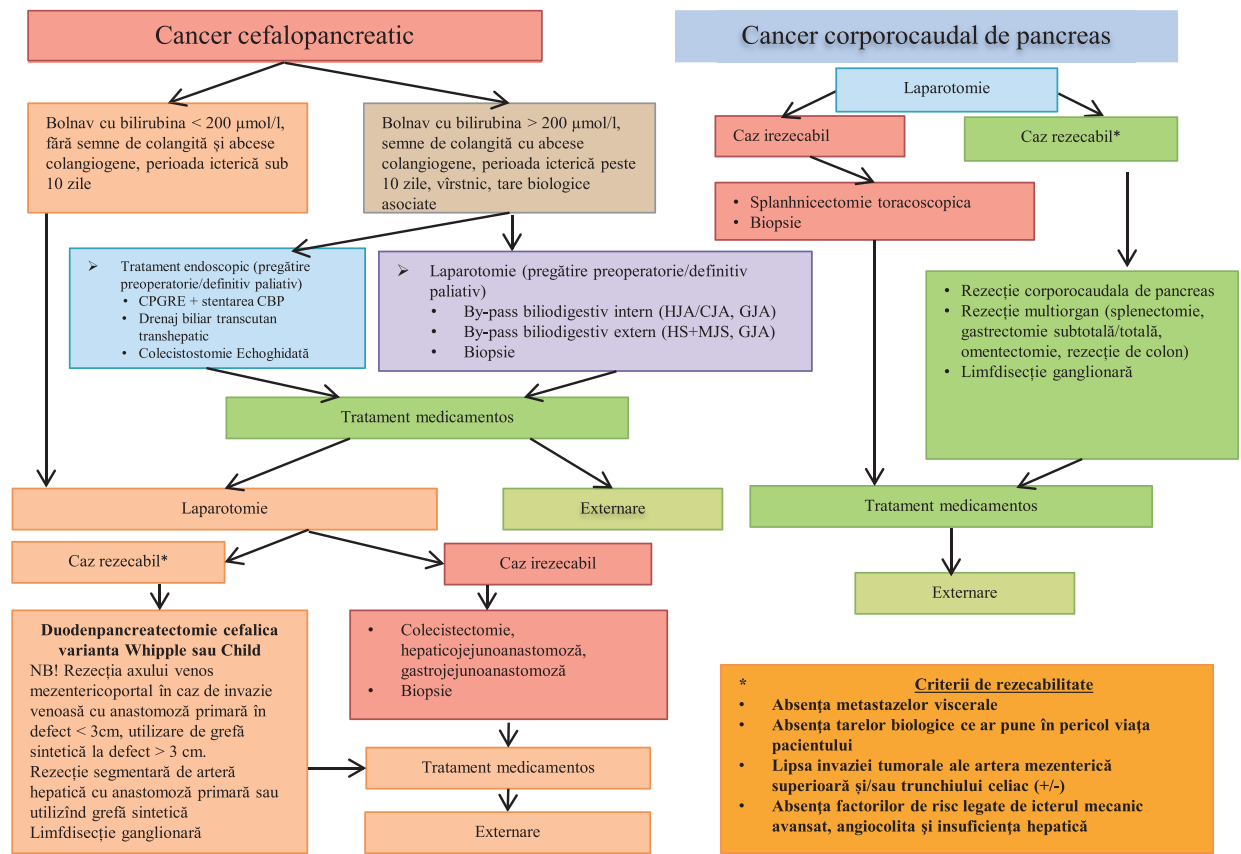 Cancer cefalopancreatic
Bolnav cu bilirubina < 200 µmol/l,
fără semne de colangită și abcese
colangiogene, perioada icterică sub
10 zile
Bolnav cu bilirubina > 200 µmol/l,
semne de colangită cu abcese
colangiogene, perioada icterică peste
10 zile, vîrstnic, tare biologice
asociate
➢ Tratament endoscopic (pregătire
preoperatorie/definitiv paliativ)
• CPGRE + stentarea CBP
• Drenaj biliar transcutan
transhepatic
• Colecistostomie Echoghidată
➢ Laparotomie (pregătire preoperatorie/definitiv
paliativ)
• By-pass biliodigestiv intern (HJA/CJA, GJA)
• By-pass biliodigestiv extern (HS+MJS, GJA)
• Biopsie
Tratament medicamentos
Laparotomie
Externare
Caz rezecabil*
Caz irezecabil
Duodenpancreatectomie cefalica
varianta Whipple sau Child
NB! Rezecția axului venos
mezentericoportal în caz de invazie
venoasă cu anastomoză primară în
defect < 3cm, utilizare de grefă
sintetică la defect > 3 cm.
Rezecție segmentară de arteră
hepatică cu anastomoză primară sau
utilizînd grefă sintetică
Limfdisecție ganglionară
• Colecistectomie,
hepaticojejunoanastomoză,
gastrojejunoanastomoză
• Biopsie
Tratament medicamentos
Externare
Cancer corporocaudal de pancreas
Laparotomie
Caz irezecabil
Caz rezecabil*
• Splanhnicectomie toracoscopica
• Biopsie
• Rezecție corporocaudala de pancreas
• Rezecție multiorgan (splenectomie,
gastrectomie subtotală/totală,
omentectomie, rezecție de colon)
• Limfdisecție ganglionară
Tratament medicamentos
Externare
* Criterii de rezecabilitate
• Absența metastazelor viscerale
• Absența tarelor biologice ce ar pune în pericol viața
pacientului
• Lipsa invaziei tumorale ale artera mezenterică
superioară și/sau trunchiului celiac (+/-)
• Absența factorilor de risc legate de icterul mecanic
avansat, angiocolita și insuficiența hepatică